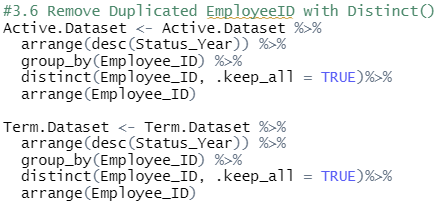 #3.6 Remove Duplicated EmployeeID with Distinct()
Active.Dataset <- Active.Dataset %>%
  arrange(desc(Status_Year)) %>%
  group_by(Employee_ID) %>%
  distinct(Employee_ID, .keep_all = TRUE)%>%
  arrange(Employee_ID)

Term.Dataset <- Term.Dataset %>%
  arrange(desc(Status_Year)) %>%
  group_by(Employee_ID) %>%
  distinct(Employee_ID, .keep_all = TRUE)%>%
  arrange(Employee_ID)